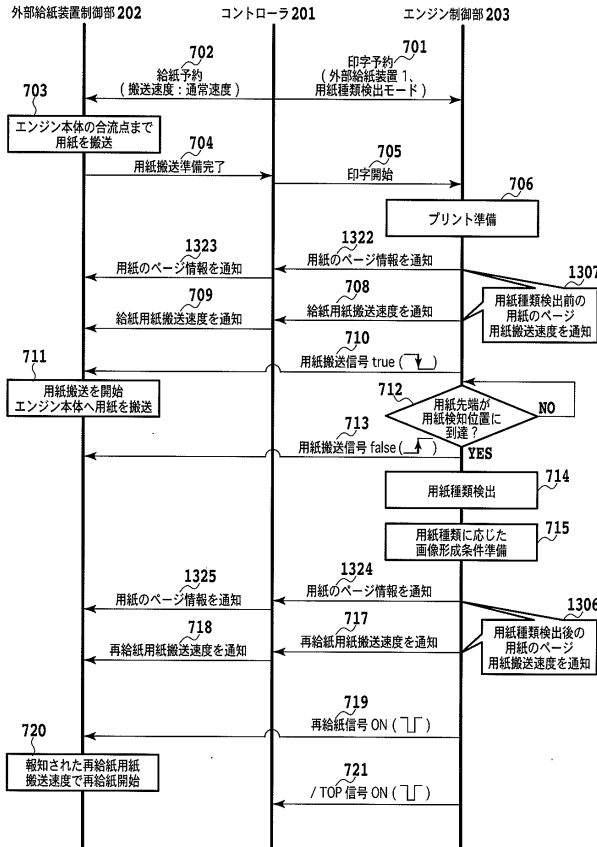 外部給紙装置制御部202
コントローラ201
エンジン制御部203
702
給紙予約
(搬送速度:通常速度)
701
印字予約
(外部給紙装置1、
用紙種類検出モード)
703
エンジン本体の合流点まで
用紙を搬送
704
用紙搬送準備完了
705
印字開始
706
プリント準備
1323
用紙のページ情報を通知
1322
用紙のページ情報を通知
1307
用紙種類検出前の
用紙のページ
用紙搬送速度を通知
709
給紙用紙搬送速度を通知
708
給紙用紙搬送速度を通知
710
用紙搬送信号 true ( )
711
用紙搬送を開始
エンジン本体へ用紙を搬送
712
用紙先端が
用紙検知位置に
到達?
NO
YES
713
用紙搬送信号 false ( )
714
用紙種類検出
715
用紙種類に応じた
画像形成条件準備
1325
用紙のページ情報を通知
1324
用紙のページ情報を通知
1306
用紙種類検出後の
用紙のページ
用紙搬送速度を通知
718
再給紙用紙搬送速度を通知
717
再給紙用紙搬送速度を通知
719
再給紙信号 ON ( )
720
報知された再給紙用紙
搬送速度で再給紙開始
721
/TOP 信号 ON ( )